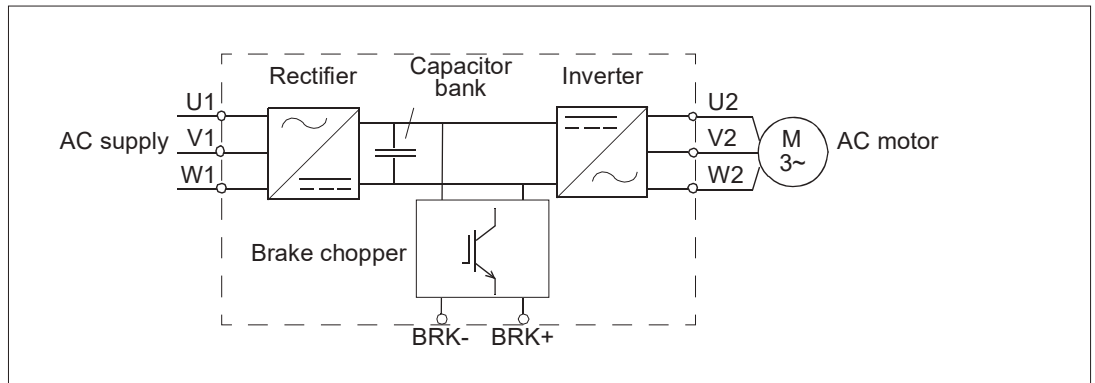 Rectifier
Capacitor
bank
Inverter
U1
U2
AC supply
V1
V2
M
3~
AC motor
W1
W2
Brake chopper
BRK-
BRK+